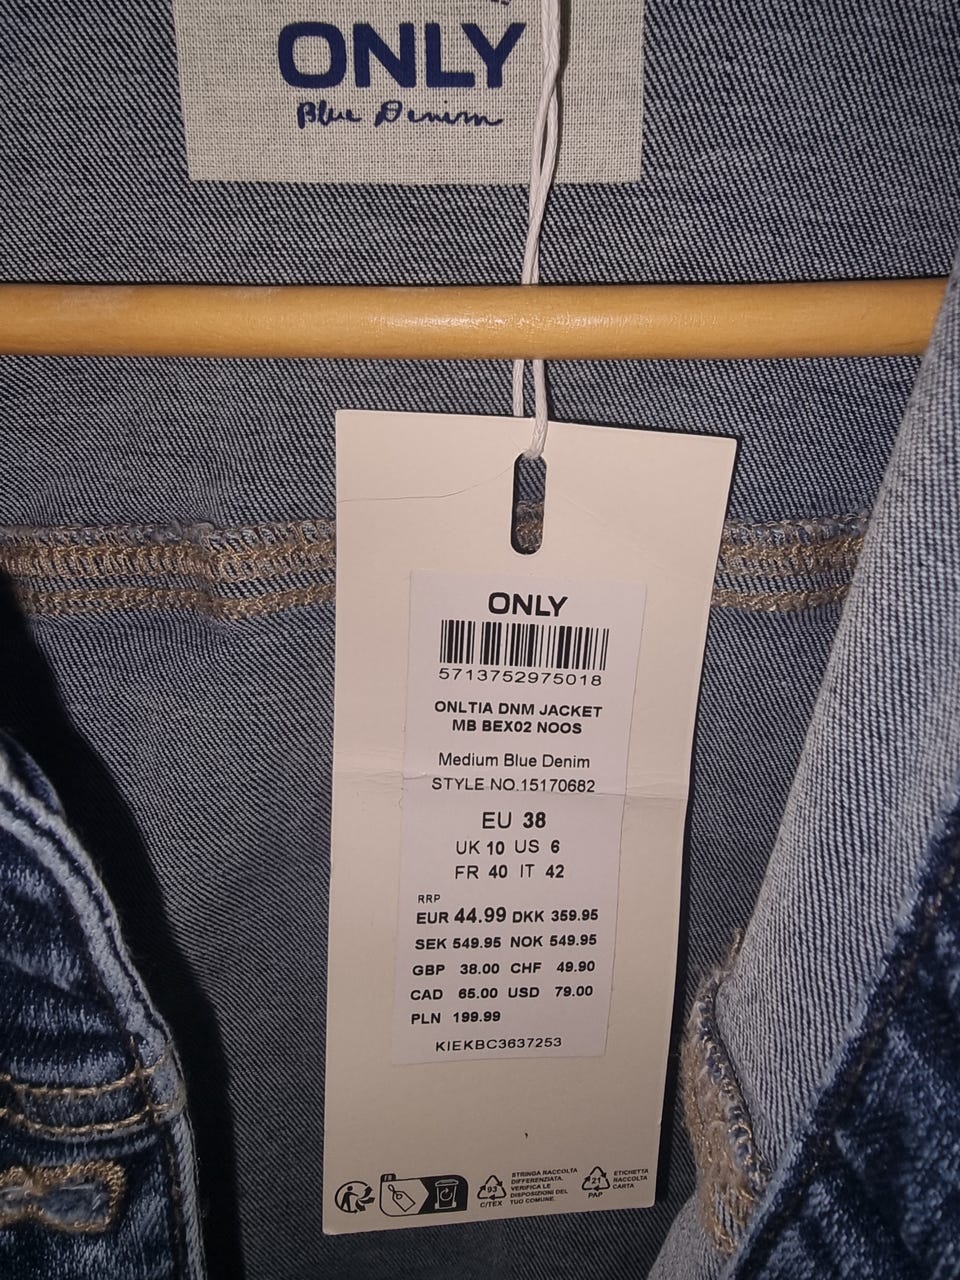 ONLY
Blue Denim
ONLY
5713752975018
ONLTIA DNM JACKET
MB BEX02 NOOS
Medium Blue Denim
STYLE NO.15170682
EU 38
UK 10 US 6
FR 40 IT 42
RRP
EUR 44.99 DKK 359.95
SEK 549.95 NOK 549.95
GBP 38.00 CHF 49.90
CAD 65.00 USD 79.00
PLN 199.99
KIEKBC3637253
FR
93
C/TEX
STRINGA RACCOLTA
DIFFERENZIATA.
VERIFICA LE
DISPOSIZIONI DEL
TUO COMUNE.
21
PAP
ETICHETTA
RACCOLTA
CARTA